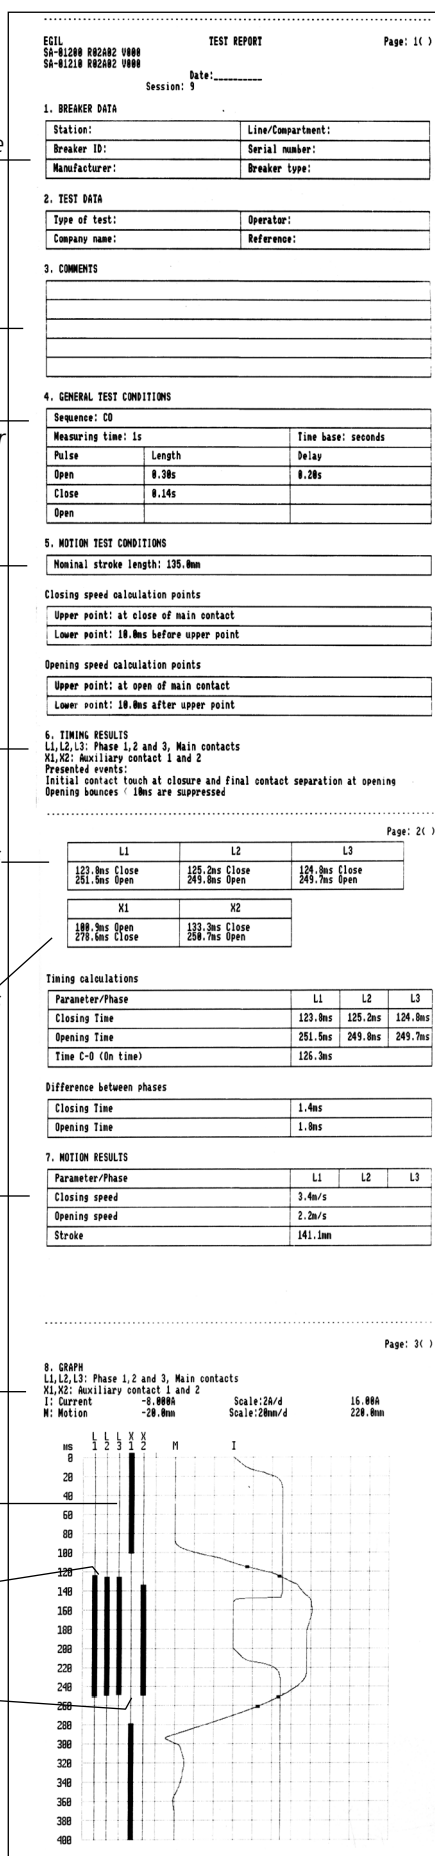 EGIL TEST REPORT Page: 1( )
SA-01200 R02A02 V000
SA-01210 R02A02 V000
Date:__________
Session: 9
1. BREAKER DATA
Station: Line/Compartment:
Breaker ID: Serial number:
Manufacturer: Breaker type:
2. TEST DATA
Type of test: Operator:
Company name: Reference:
3. COMMENTS
4. GENERAL TEST CONDITIONS
Sequence: CO
Measuring time: 1s Time base: seconds
Pulse Length Delay
Open 0.30s 0.20s
Close 0.14s
Open
5. MOTION TEST CONDITIONS
Nominal stroke length: 135.0mm
Closing speed calculation points
Upper point: at close of main contact
Lower point: 10.0ms before upper point
Opening speed calculation points
Upper point: at open of main contact
Lower point: 10.0ms after upper point
6. TIMING RESULTS
L1,L2,L3: Phase 1,2 and 3, Main contacts
X1,X2: Auxiliary contact 1 and 2
Presented events:
Initial contact touch at closure and final contact separation at opening
Opening bounces < 10ms are suppressed
Page: 2( )
L1 L2 L3
123.8ms Close 125.2ms Close 124.8ms Close
251.5ms Open 249.8ms Open 249.7ms Open
X1 X2
100.9ms Open 133.3ms Close
278.6ms Close 250.7ms Open
Timing calculations
Parameter/Phase L1 L2 L3
Closing Time 123.8ms 125.2ms 124.8ms
Opening Time 251.5ms 249.8ms 249.7ms
Time C-O (On time) 126.3ms
Difference between phases
Closing Time 1.4ms
Opening Time 1.8ms
7. MOTION RESULTS
Parameter/Phase L1 L2 L3
Closing speed 3.4m/s
Opening speed 2.2m/s
Stroke 141.1mm
Page: 3( )
8. GRAPH
L1,L2,L3: Phase 1,2 and 3, Main contacts
X1,X2: Auxiliary contact 1 and 2
I: Current -8.000A Scale:2A/d 16.00A
M: Motion -20.0mm Scale:20mm/d 220.0mm
L L L X X
MS 1 2 3 1 2 M I
0
20
40
60
80
100
120
140
160
180
200
220
240
260
280
300
320
340
360
380
400